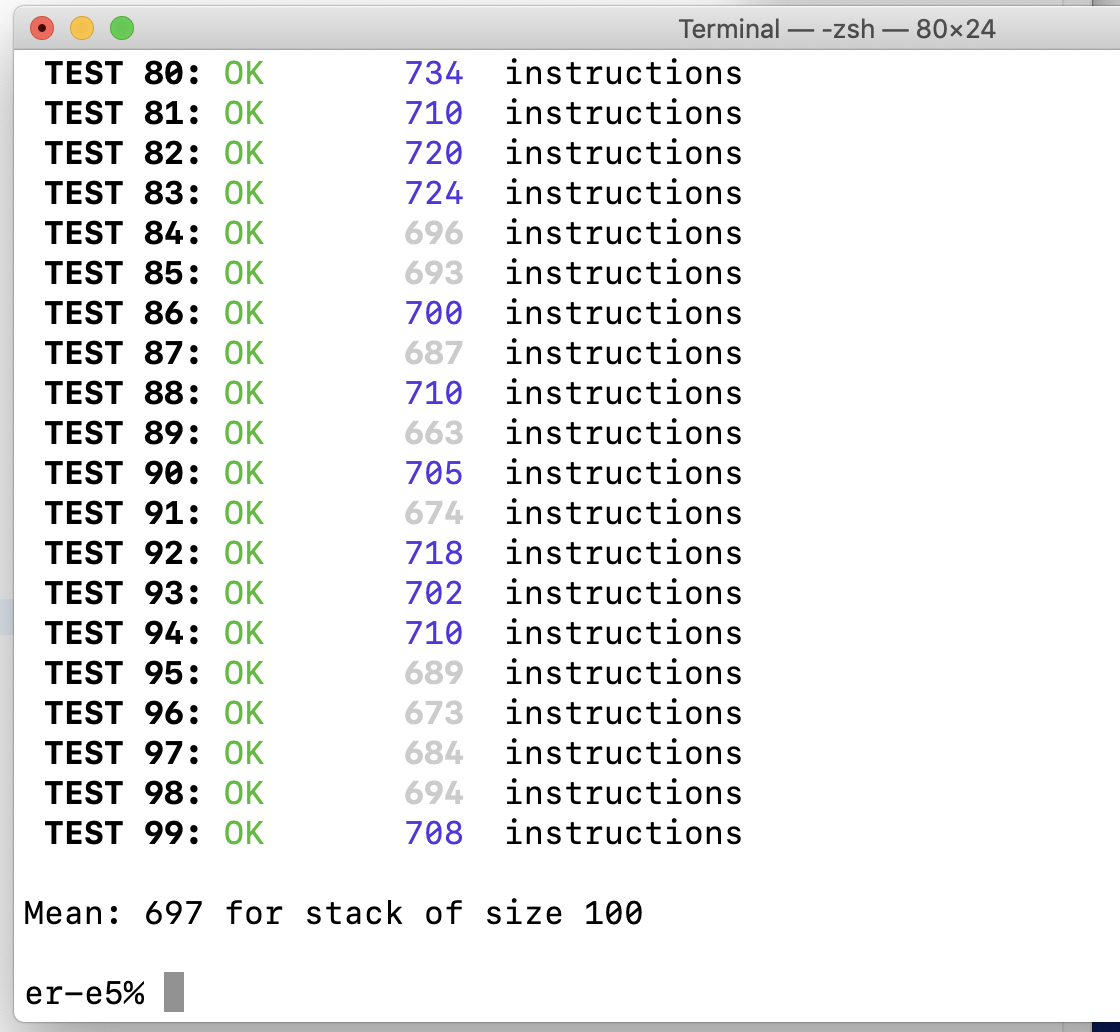 Terminal — -zsh — 80×24
TEST 80: OK 734 instructions
TEST 81: OK 710 instructions
TEST 82: OK 720 instructions
TEST 83: OK 724 instructions
TEST 84: OK 696 instructions
TEST 85: OK 693 instructions
TEST 86: OK 700 instructions
TEST 87: OK 687 instructions
TEST 88: OK 710 instructions
TEST 89: OK 663 instructions
TEST 90: OK 705 instructions
TEST 91: OK 674 instructions
TEST 92: OK 718 instructions
TEST 93: OK 702 instructions
TEST 94: OK 710 instructions
TEST 95: OK 689 instructions
TEST 96: OK 673 instructions
TEST 97: OK 684 instructions
TEST 98: OK 694 instructions
TEST 99: OK 708 instructions
Mean: 697 for stack of size 100
er-e5%